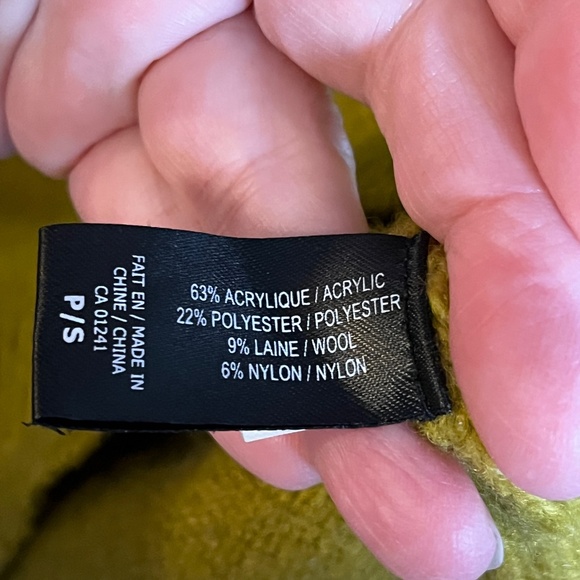 63% ACRYLIQUE / ACRYLIC
22% POLYESTER / POLYESTER
9% LAINE / WOOL
6% NYLON / NYLON
FAIT EN / MADE IN
CHINE / CHINA
CA 01241
P/S